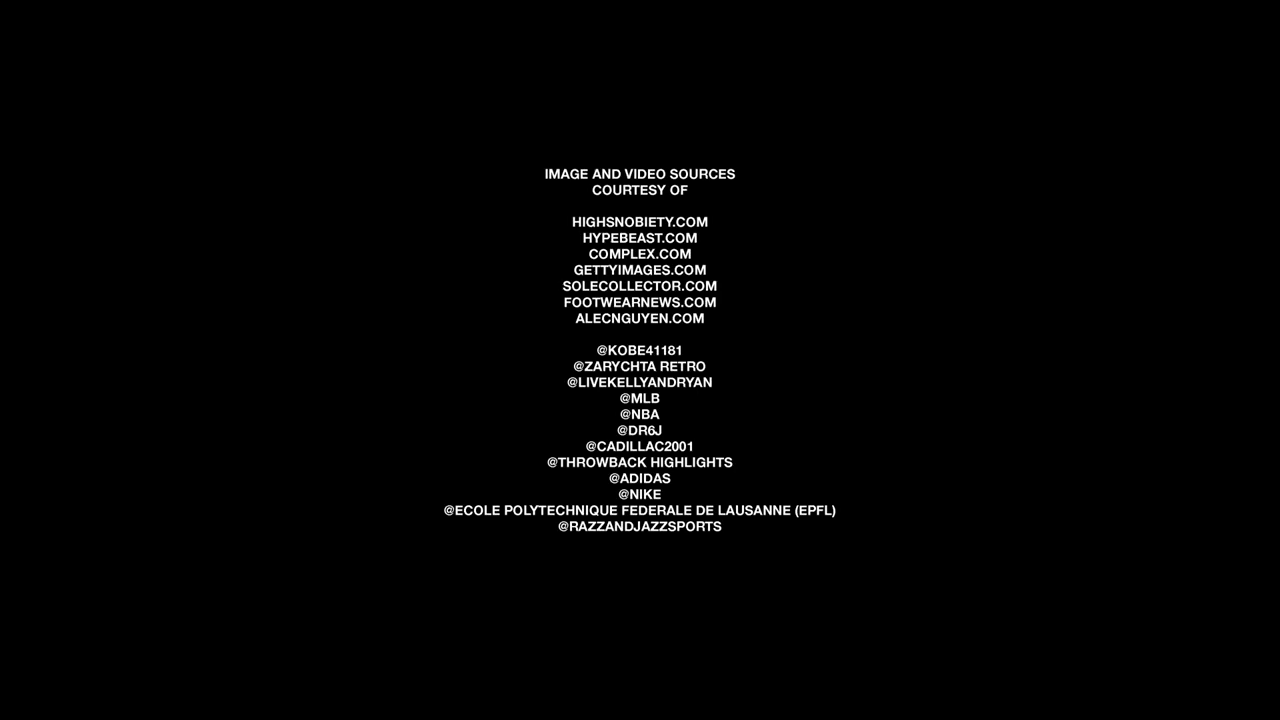 IMAGE AND VIDEO SOURCES
COURTESY OF
HIGHSNOBIETY.COM
HYPEBEAST.COM
COMPLEX.COM
GETTYIMAGES.COM
SOLECOLLECTOR.COM
FOOTWEARNEWS.COM
ALECNGUYEN.COM
@KOBE41181
@ZARYCHTA RETRO
@LIVEKELLYANDRYAN
@MLB
@NBA
@DR6J
@CADILLAC2001
@THROWBACK HIGHLIGHTS
@ADIDAS
@NIKE
@ECOLE POLYTECHNIQUE FEDERALE DE LAUSANNE (EPFL)
@RAZZANDJAZZSPORTS